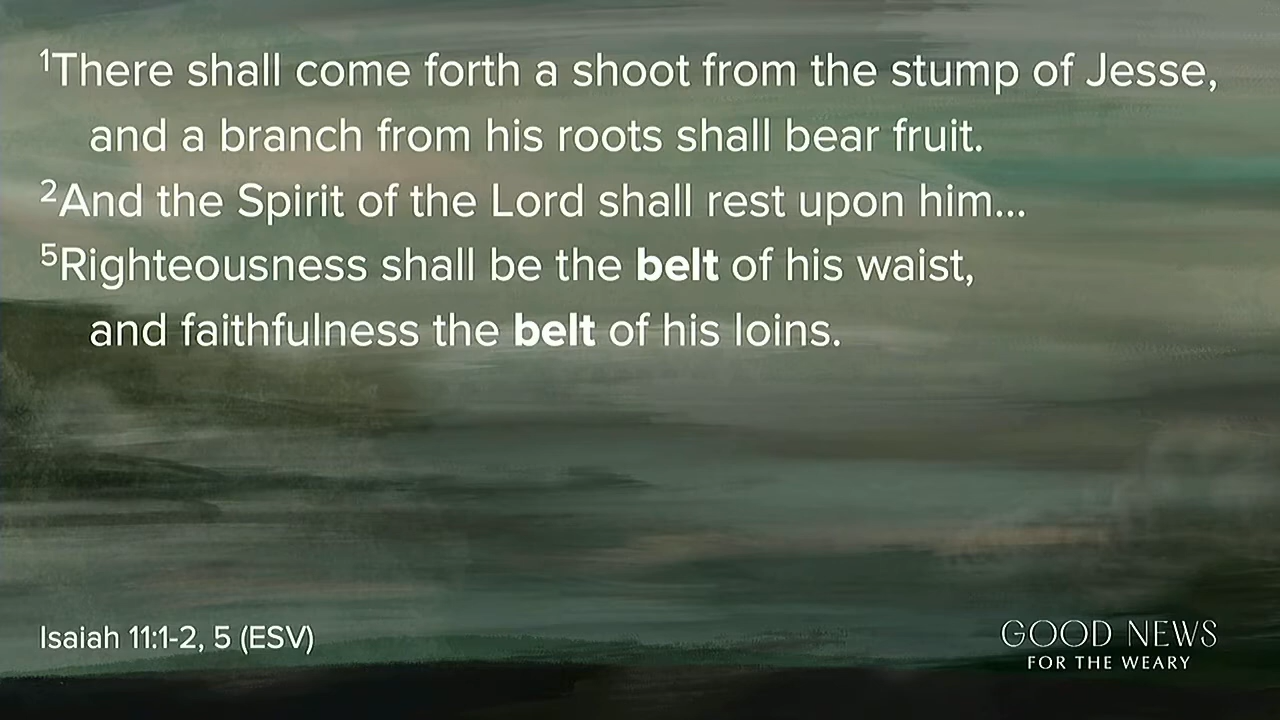 ¹There shall come forth a shoot from the stump of Jesse,
and a branch from his roots shall bear fruit.
²And the Spirit of the Lord shall rest upon him...
⁵Righteousness shall be the belt of his waist,
and faithfulness the belt of his loins.
Isaiah 11:1-2, 5 (ESV)
GOOD NEWS
FOR THE WEARY